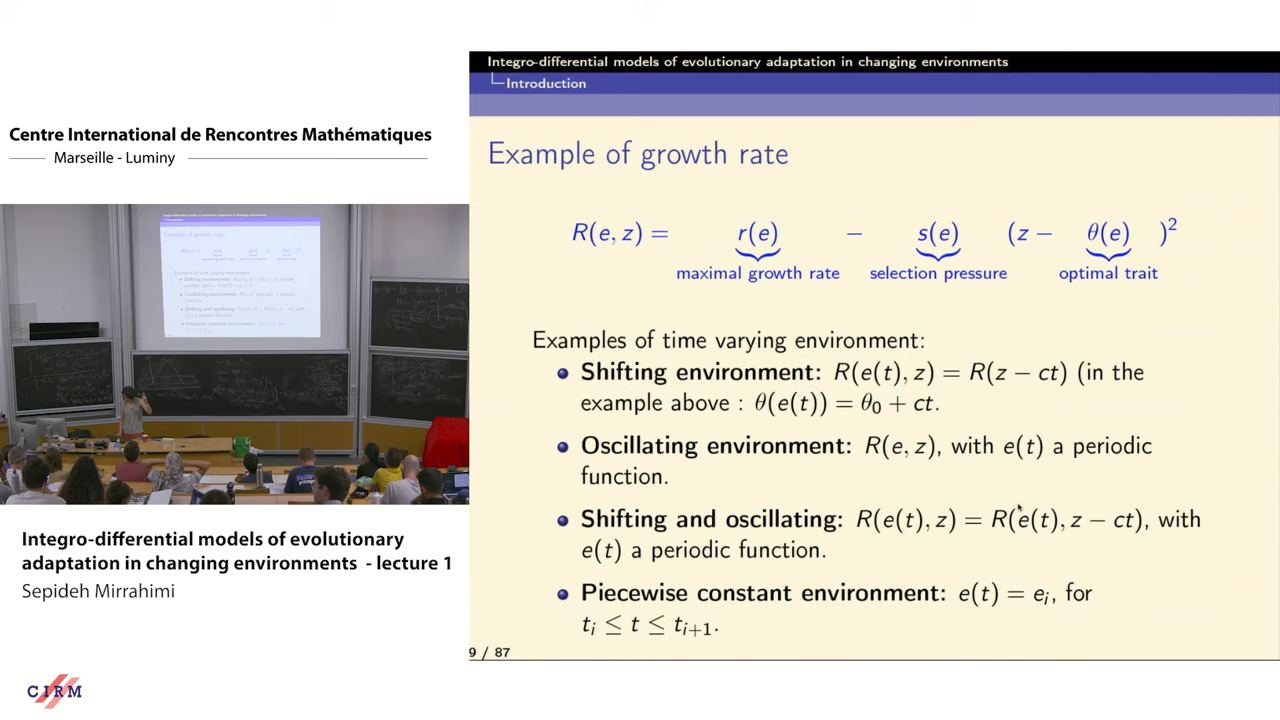 Centre International de Rencontres Mathématiques
Marseille - Luminy
Integro-differential models of evolutionary
adaptation in changing environments - lecture 1
Sepideh Mirrahimi
CIRM
Integro-differential models of evolutionary adaptation in changing environments
Introduction
Example of growth rate
R(e, z) = r(e) − s(e) (z − θ(e) )²
maximal growth rate selection pressure optimal trait
Examples of time varying environment:
Shifting environment: R(e(t), z) = R(z − ct) (in the
example above : θ(e(t)) = θ₀ + ct.
Oscillating environment: R(e, z), with e(t) a periodic
function.
Shifting and oscillating: R(e(t), z) = R(e(t), z − ct), with
e(t) a periodic function.
Piecewise constant environment: e(t) = eᵢ, for
tᵢ ≤ t ≤ tᵢ₊₁.
9 / 87